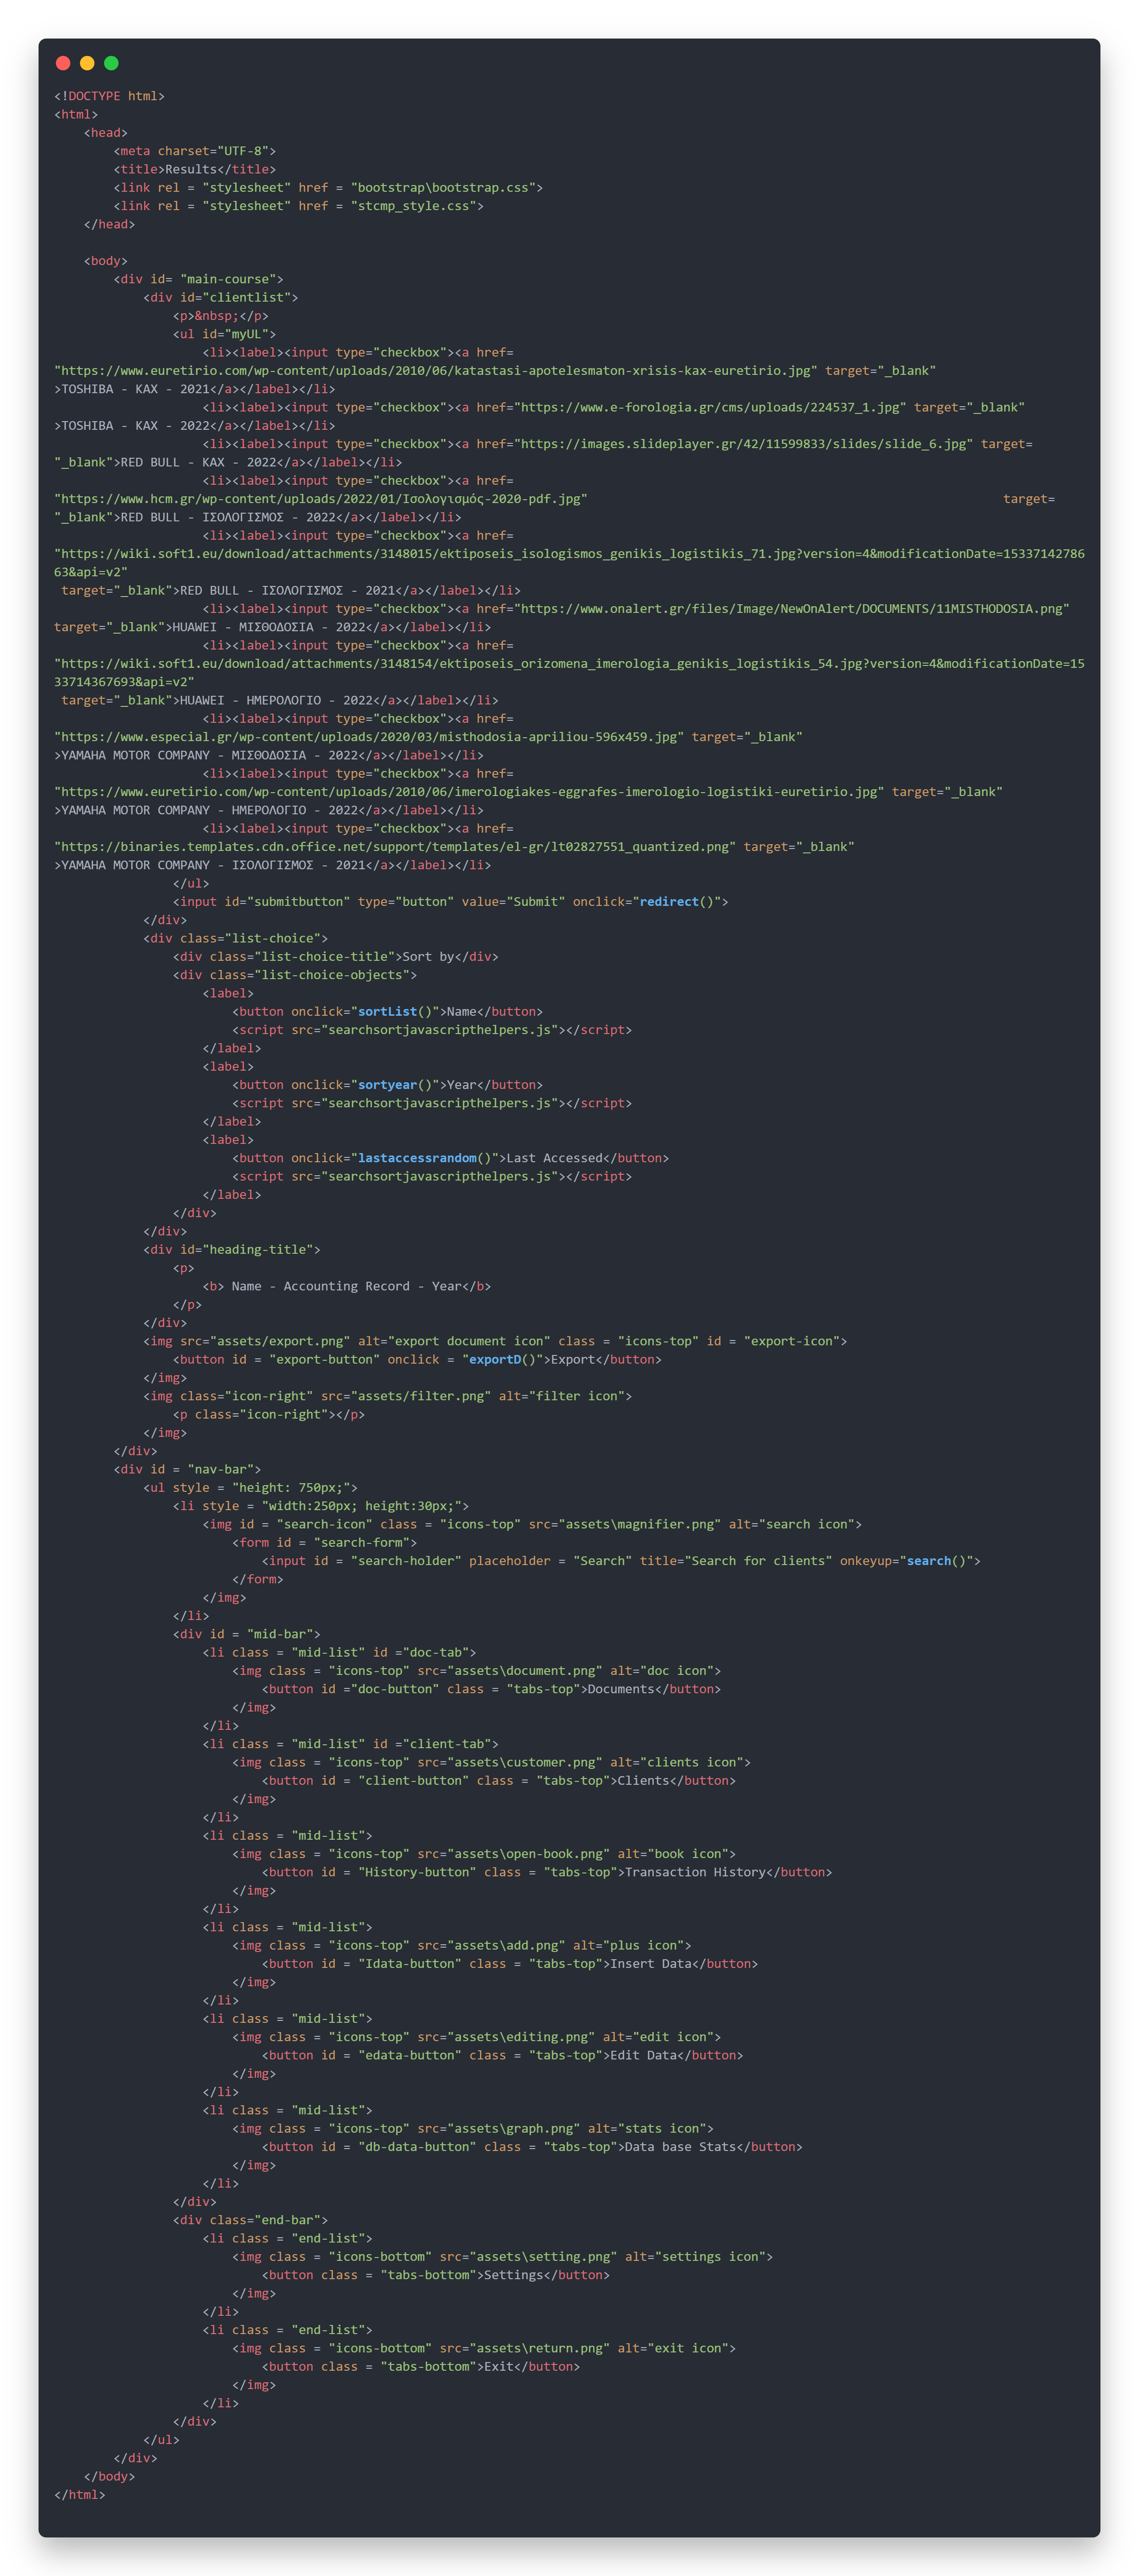 <!DOCTYPE html>
<html>
    <head>
        <meta charset="UTF-8">
        <title>Results</title>
        <link rel = "stylesheet" href = "bootstrap\bootstrap.css">
        <link rel = "stylesheet" href = "stcmp_style.css">
    </head>

    <body>
        <div id= "main-course">
            <div id="clientlist">
                <p>&nbsp;</p>
                <ul id="myUL">
                    <li><label><input type="checkbox"><a href=
"https://www.euretirio.com/wp-content/uploads/2010/06/katastasi-apotelesmaton-xrisis-kax-euretirio.jpg" target="_blank"
>TOSHIBA - ΚΑΧ - 2021</a></label></li>
                    <li><label><input type="checkbox"><a href="https://www.e-forologia.gr/cms/uploads/224537_1.jpg" target="_blank"
>TOSHIBA - ΚΑΧ - 2022</a></label></li>
                    <li><label><input type="checkbox"><a href="https://images.slideplayer.gr/42/11599833/slides/slide_6.jpg" target=
"_blank">RED BULL - ΚΑΧ - 2022</a></label></li>
                    <li><label><input type="checkbox"><a href=
"https://www.hcm.gr/wp-content/uploads/2022/01/Ισολογισμός-2020-pdf.jpg"                                                        target=
"_blank">RED BULL - ΙΣΟΛΟΓΙΣΜΟΣ - 2022</a></label></li>
                    <li><label><input type="checkbox"><a href=
"https://wiki.soft1.eu/download/attachments/3148015/ektiposeis_isologismos_genikis_logistikis_71.jpg?version=4&modificationDate=15337142786
63&api=v2"
 target="_blank">RED BULL - ΙΣΟΛΟΓΙΣΜΟΣ - 2021</a></label></li>
                    <li><label><input type="checkbox"><a href="https://www.onalert.gr/files/Image/NewOnAlert/DOCUMENTS/11MISTHODOSIA.png"
target="_blank">HUAWEI - ΜΙΣΘΟΔΟΣΙΑ - 2022</a></label></li>
                    <li><label><input type="checkbox"><a href=
"https://wiki.soft1.eu/download/attachments/3148154/ektiposeis_orizomena_imerologia_genikis_logistikis_54.jpg?version=4&modificationDate=15
33714367693&api=v2"
 target="_blank">HUAWEI - ΗΜΕΡΟΛΟΓΙΟ - 2022</a></label></li>
                    <li><label><input type="checkbox"><a href=
"https://www.especial.gr/wp-content/uploads/2020/03/misthodosia-apriliou-596x459.jpg" target="_blank"
>YAMAHA MOTOR COMPANY - ΜΙΣΘΟΔΟΣΙΑ - 2022</a></label></li>
                    <li><label><input type="checkbox"><a href=
"https://www.euretirio.com/wp-content/uploads/2010/06/imerologiakes-eggrafes-imerologio-logistiki-euretirio.jpg" target="_blank"
>YAMAHA MOTOR COMPANY - ΗΜΕΡΟΛΟΓΙΟ - 2022</a></label></li>
                    <li><label><input type="checkbox"><a href=
"https://binaries.templates.cdn.office.net/support/templates/el-gr/lt02827551_quantized.png" target="_blank"
>YAMAHA MOTOR COMPANY - ΙΣΟΛΟΓΙΣΜΟΣ - 2021</a></label></li>
                </ul>
                <input id="submitbutton" type="button" value="Submit" onclick="redirect()">
            </div>
            <div class="list-choice">
                <div class="list-choice-title">Sort by</div>
                <div class="list-choice-objects">
                    <label>
                        <button onclick="sortList()">Name</button>
                        <script src="searchsortjavascripthelpers.js"></script>
                    </label>
                    <label>
                        <button onclick="sortyear()">Year</button>
                        <script src="searchsortjavascripthelpers.js"></script>
                    </label>
                    <label>
                        <button onclick="lastaccessrandom()">Last Accessed</button>
                        <script src="searchsortjavascripthelpers.js"></script>
                    </label>
                </div>
            </div>
            <div id="heading-title">
                <p>
                    <b> Name - Accounting Record - Year</b>
                </p>
            </div>
            <img src="assets/export.png" alt="export document icon" class = "icons-top" id = "export-icon">
                <button id = "export-button" onclick = "exportD()">Export</button>
            </img>
            <img class="icon-right" src="assets/filter.png" alt="filter icon">
                <p class="icon-right"></p>
            </img>
        </div>
        <div id = "nav-bar">
            <ul style = "height: 750px;">
                <li style = "width:250px; height:30px;">
                    <img id = "search-icon" class = "icons-top" src="assets\magnifier.png" alt="search icon">
                        <form id = "search-form">
                            <input id = "search-holder" placeholder = "Search" title="Search for clients" onkeyup="search()">
                        </form>
                    </img>
                </li>
                <div id = "mid-bar">
                    <li class = "mid-list" id ="doc-tab">
                        <img class = "icons-top" src="assets\document.png" alt="doc icon">
                            <button id ="doc-button" class = "tabs-top">Documents</button>
                        </img>
                    </li>
                    <li class = "mid-list" id ="client-tab">
                        <img class = "icons-top" src="assets\customer.png" alt="clients icon">
                            <button id = "client-button" class = "tabs-top">Clients</button>
                        </img>
                    </li>
                    <li class = "mid-list">
                        <img class = "icons-top" src="assets\open-book.png" alt="book icon">
                            <button id = "History-button" class = "tabs-top">Transaction History</button>
                        </img>
                    </li>
                    <li class = "mid-list">
                        <img class = "icons-top" src="assets\add.png" alt="plus icon">
                            <button id = "Idata-button" class = "tabs-top">Insert Data</button>
                        </img>
                    </li>
                    <li class = "mid-list">
                        <img class = "icons-top" src="assets\editing.png" alt="edit icon">
                            <button id = "edata-button" class = "tabs-top">Edit Data</button>
                        </img>
                    </li>
                    <li class = "mid-list">
                        <img class = "icons-top" src="assets\graph.png" alt="stats icon">
                            <button id = "db-data-button" class = "tabs-top">Data base Stats</button>
                        </img>
                    </li>
                </div>
                <div class="end-bar">
                    <li class = "end-list">
                        <img class = "icons-bottom" src="assets\setting.png" alt="settings icon">
                            <button class = "tabs-bottom">Settings</button>
                        </img>
                    </li>
                    <li class = "end-list">
                        <img class = "icons-bottom" src="assets\return.png" alt="exit icon">
                            <button class = "tabs-bottom">Exit</button>
                        </img>
                    </li>
                </div>
            </ul>
        </div>
    </body>
</html>